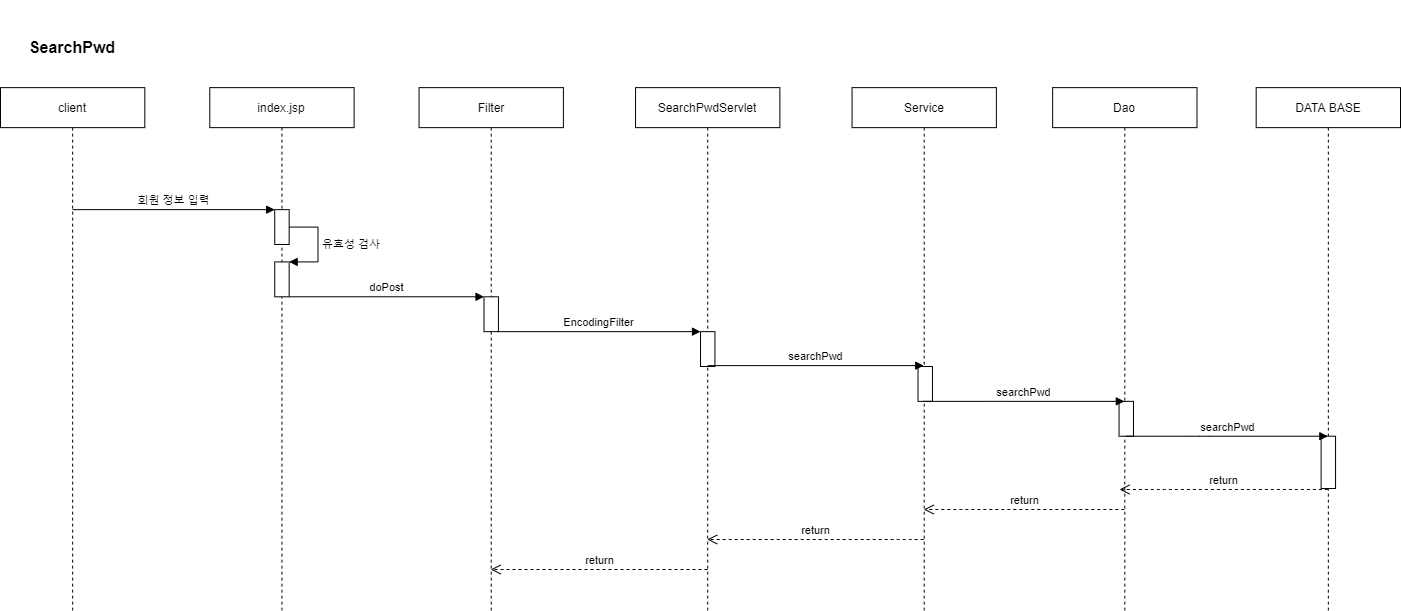 SearchPwd
client
index.jsp
Filter
SearchPwdServlet
Service
Dao
DATA BASE
회원 정보 입력
유효성 검사
doPost
EncodingFilter
searchPwd
searchPwd
searchPwd
return
return
return
return